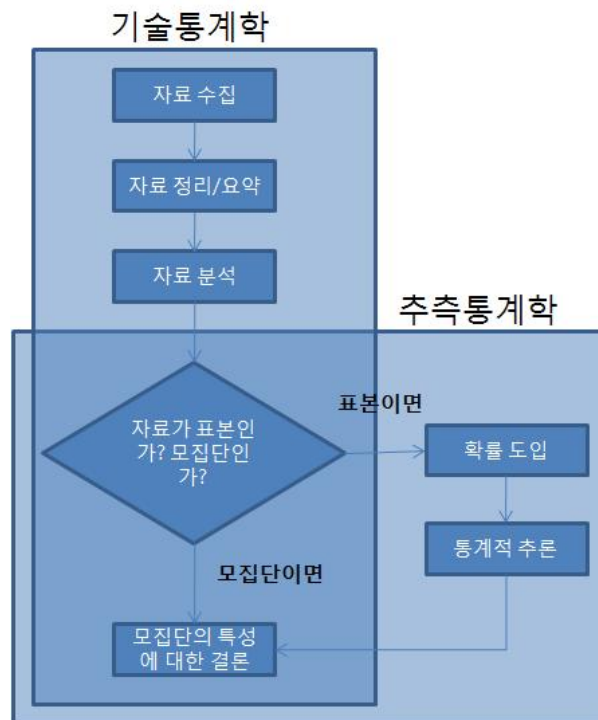 기술통계학
자료 수집
자료 정리/요약
자료 분석
추측통계학
자료가 표본인
가? 모집단인
가?
표본이면
확률 도입
통계적 추론
모집단이면
모집단의 특성
에 대한 결론